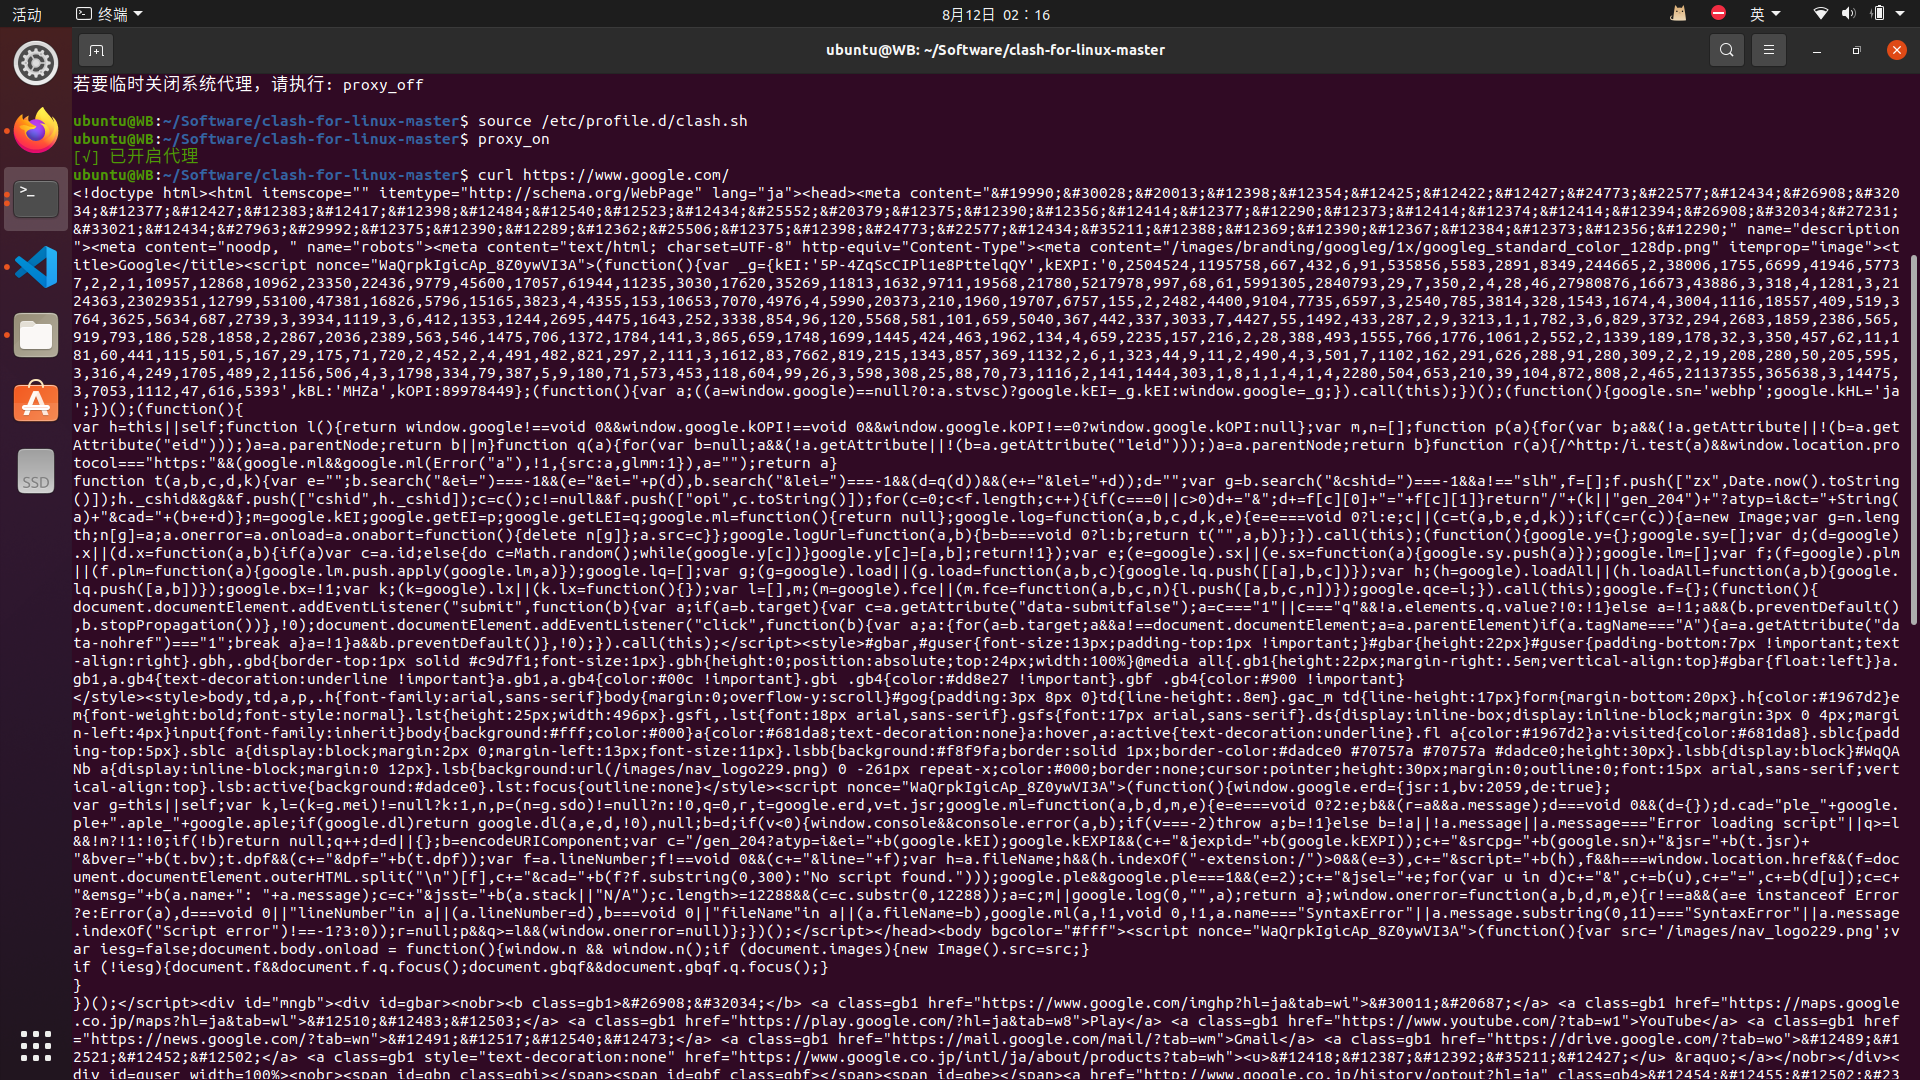 活动
终端
8月12日 02：16
英
ubuntu@WB: ~/Software/clash-for-linux-master
若要临时关闭系统代理，请执行: proxy_off
ubuntu@WB:~/Software/clash-for-linux-master$ source /etc/profile.d/clash.sh
ubuntu@WB:~/Software/clash-for-linux-master$ proxy_on
[√] 已开启代理
ubuntu@WB:~/Software/clash-for-linux-master$ curl https://www.google.com/
<!doctype html><html itemscope="" itemtype="http://schema.org/WebPage" lang="ja"><head><meta content="&#19990;&#30028;&#20013;&#12398;&#12354;&#12425;&#12422;&#12427;&#24773;&#22577;&#12434;&#26908;&#320
34;&#12377;&#12427;&#12383;&#12417;&#12398;&#12484;&#12540;&#12523;&#12434;&#25552;&#20379;&#12375;&#12390;&#12356;&#12414;&#12377;&#12290;&#12373;&#12414;&#12374;&#12414;&#12394;&#26908;&#32034;&#27231;
&#33021;&#12434;&#27963;&#29992;&#12375;&#12390;&#12289;&#12362;&#25506;&#12375;&#12398;&#24773;&#22577;&#12434;&#35211;&#12388;&#12369;&#12390;&#12367;&#12384;&#12373;&#12356;&#12290;" name="description
"><meta content="noodp, " name="robots"><meta content="text/html; charset=UTF-8" http-equiv="Content-Type"><meta content="/images/branding/googleg/1x/googleg_standard_color_128dp.png" itemprop="image"><t
itle>Google</title><script nonce="WaQrpkIgicAp_8Z0ywVI3A">(function(){var _g={kEI:'5P-4ZqScCIPl1e8PttelqQY',kEXPI:'0,2504524,1195758,667,432,6,91,535856,5583,2891,8349,244665,2,38006,1755,6699,41946,5773
7,2,2,1,10957,12868,10962,23350,22436,9779,45600,17057,61944,11235,3030,17620,35269,11813,1632,9711,19568,21780,5217978,997,68,61,5991305,2840793,29,7,350,2,4,28,46,27980876,16673,43886,3,318,4,1281,3,21
24363,23029351,12799,53100,47381,16826,5796,15165,3823,4,4355,153,10653,7070,4976,4,5990,20373,210,1960,19707,6757,155,2,2482,4400,9104,7735,6597,3,2540,785,3814,328,1543,1674,4,3004,1116,18557,409,519,3
764,3625,5634,687,2739,3,3934,1119,3,6,412,1353,1244,2695,4475,1643,252,3338,854,96,120,5568,581,101,659,5040,367,442,337,3033,7,4427,55,1492,433,287,2,9,3213,1,1,782,3,6,829,3732,294,2683,1859,2386,565,
919,793,186,528,1858,2,2867,2036,2389,563,546,1475,706,1372,1784,141,3,865,659,1748,1699,1445,424,463,1962,134,4,659,2235,157,216,2,28,388,493,1555,766,1776,1061,2,552,2,1339,189,178,32,3,350,457,62,11,1
81,60,441,115,501,5,167,29,175,71,720,2,452,2,4,491,482,821,297,2,111,3,1612,83,7662,819,215,1343,857,369,1132,2,6,1,323,44,9,11,2,490,4,3,501,7,1102,162,291,626,288,91,280,309,2,2,19,208,280,50,205,595,
3,316,4,249,1705,489,2,1156,506,4,3,1798,334,79,387,5,9,180,71,573,453,118,604,99,26,3,598,308,25,88,70,73,1116,2,141,1444,303,1,8,1,1,4,1,4,2280,504,653,210,39,104,872,808,2,465,21137355,365638,3,14475,
3,7053,1112,47,616,5393',kBL:'MHZa',kOPI:89978449};(function(){var a;((a=window.google)==null?0:a.stvsc)?google.kEI=_g.kEI:window.google=_g;}).call(this);})();(function(){google.sn='webhp';google.kHL='ja
';})();(function(){
var h=this||self;function l(){return window.google!==void 0&&window.google.kOPI!==void 0&&window.google.kOPI!==0?window.google.kOPI:null};var m,n=[];function p(a){for(var b;a&&(!a.getAttribute||!(b=a.get
Attribute("eid")));)a=a.parentNode;return b||m}function q(a){for(var b=null;a&&(!a.getAttribute||!(b=a.getAttribute("leid")));)a=a.parentNode;return b}function r(a){/^http:/i.test(a)&&window.location.pro
tocol==="https:"&&(google.ml&&google.ml(Error("a"),!1,{src:a,glmm:1}),a="");return a}
function t(a,b,c,d,k){var e="";b.search("&ei=")===-1&&(e="&ei="+p(d),b.search("&lei=")===-1&&(d=q(d))&&(e+="&lei="+d));d="";var g=b.search("&cshid=")===-1&&a!=="slh",f=[];f.push(["zx",Date.now().toString
()]);h._cshid&&g&&f.push(["cshid",h._cshid]);c=c();c!=null&&f.push(["opi",c.toString()]);for(c=0;c<f.length;c++){if(c===0||c>0)d+="&";d+=f[c][0]+"="+f[c][1]}return"/"+(k||"gen_204")+"?atyp=i&ct="+String(
a)+"&cad="+(b+e+d)};m=google.kEI;google.getEI=p;google.getLEI=q;google.ml=function(){return null};google.log=function(a,b,c,d,k,e){e=e===void 0?l:e;c||(c=t(a,b,e,d,k));if(c=r(c)){a=new Image;var g=n.leng
th;n[g]=a;a.onerror=a.onload=a.onabort=function(){delete n[g]};a.src=c}};google.logUrl=function(a,b){b=b===void 0?l:b;return t("",a,b)};}).call(this);(function(){google.y={};google.sy=[];var d;(d=google)
.x||(d.x=function(a,b){if(a)var c=a.id;else{do c=Math.random();while(google.y[c])}google.y[c]=[a,b];return!1});var e;(e=google).sx||(e.sx=function(a){google.sy.push(a)});google.lm=[];var f;(f=google).plm
||(f.plm=function(a){google.lm.push.apply(google.lm,a)});google.lq=[];var g;(g=google).load||(g.load=function(a,b,c){google.lq.push([[a],b,c])});var h;(h=google).loadAll||(h.loadAll=function(a,b){google.
lq.push([a,b])});google.bx=!1;var k;(k=google).lx||(k.lx=function(){});var l=[],m;(m=google).fce||(m.fce=function(a,b,c,n){l.push([a,b,c,n])});google.qce=l;}).call(this);google.f={};(function(){
document.documentElement.addEventListener("submit",function(b){var a;if(a=b.target){var c=a.getAttribute("data-submitfalse");a=c==="1"||c==="q"&&!a.elements.q.value?!0:!1}else a=!1;a&&(b.preventDefault()
,b.stopPropagation())},!0);document.documentElement.addEventListener("click",function(b){var a;a:{for(a=b.target;a&&a!==document.documentElement;a=a.parentElement)if(a.tagName==="A"){a=a.getAttribute("da
ta-nohref")==="1";break a}a=!1}a&&b.preventDefault()},!0);}).call(this);</script><style>#gbar,#guser{font-size:13px;padding-top:1px !important;}#gbar{height:22px}#guser{padding-bottom:7px !important;text
-align:right}.gbh,.gbd{border-top:1px solid #c9d7f1;font-size:1px}.gbh{height:0;position:absolute;top:24px;width:100%}@media all{.gb1{height:22px;margin-right:.5em;vertical-align:top}#gbar{float:left}}a.
gb1,a.gb4{text-decoration:underline !important}a.gb1,a.gb4{color:#00c !important}.gbi .gb4{color:#dd8e27 !important}.gbf .gb4{color:#900 !important}
</style><style>body,td,a,p,.h{font-family:arial,sans-serif}body{margin:0;overflow-y:scroll}#gog{padding:3px 8px 0}td{line-height:.8em}.gac_m td{line-height:17px}form{margin-bottom:20px}.h{color:#1967d2}e
m{font-weight:bold;font-style:normal}.lst{height:25px;width:496px}.gsfi,.lst{font:18px arial,sans-serif}.gsfs{font:17px arial,sans-serif}.ds{display:inline-box;display:inline-block;margin:3px 0 4px;margi
n-left:4px}input{font-family:inherit}body{background:#fff;color:#000}a{color:#681da8;text-decoration:none}a:hover,a:active{text-decoration:underline}.fl a{color:#1967d2}a:visited{color:#681da8}.sblc{padd
ing-top:5px}.sblc a{display:block;margin:2px 0;margin-left:13px;font-size:11px}.lsbb{background:#f8f9fa;border:solid 1px;border-color:#dadce0 #70757a #70757a #dadce0;height:30px}.lsbb{display:block}#WqQA
Nb a{display:inline-block;margin:0 12px}.lsb{background:url(/images/nav_logo229.png) 0 -261px repeat-x;color:#000;border:none;cursor:pointer;height:30px;margin:0;outline:0;font:15px arial,sans-serif;vert
ical-align:top}.lsb:active{background:#dadce0}.lst:focus{outline:none}</style><script nonce="WaQrpkIgicAp_8Z0ywVI3A">(function(){window.google.erd={jsr:1,bv:2059,de:true};
var g=this||self;var k,l=(k=g.mei)!=null?k:1,n,p=(n=g.sdo)!=null?n:!0,q=0,r,t=google.erd,v=t.jsr;google.ml=function(a,b,d,m,e){e=e===void 0?2:e;b&&(r=a&&a.message);d===void 0&&(d={});d.cad="ple_"+google.
ple+".aple_"+google.aple;if(google.dl)return google.dl(a,e,d,!0),null;b=d;if(v<0){window.console&&console.error(a,b);if(v===-2)throw a;b=!1}else b=!a||!a.message||a.message==="Error loading script"||q>=l
&&!m?!1:!0;if(!b)return null;q++;d=d||{};b=encodeURIComponent;var c="/gen_204?atyp=i&ei="+b(google.kEI);google.kEXPI&&(c+="&jexpid="+b(google.kEXPI));c+="&srcpg="+b(google.sn)+"&jsr="+b(t.jsr)+
"&bver="+b(t.bv);t.dpf&&(c+="&dpf="+b(t.dpf));var f=a.lineNumber;f!==void 0&&(c+="&line="+f);var h=a.fileName;h&&(h.indexOf("-extension:/")>0&&(e=3),c+="&script="+b(h),f&&h===window.location.href&&(f=doc
ument.documentElement.outerHTML.split("\n")[f],c+="&cad="+b(f?f.substring(0,300):"No script found.")));google.ple&&google.ple===1&&(e=2);c+="&jsel="+e;for(var u in d)c+="&",c+=b(u),c+="=",c+=b(d[u]);c=c+
"&emsg="+b(a.name+": "+a.message);c=c+"&jsst="+b(a.stack||"N/A");c.length>=12288&&(c=c.substr(0,12288));a=c;m||google.log(0,"",a);return a};window.onerror=function(a,b,d,m,e){r!==a&&(a=e instanceof Error
?e:Error(a),d===void 0||"lineNumber"in a||(a.lineNumber=d),b===void 0||"fileName"in a||(a.fileName=b),google.ml(a,!1,void 0,!1,a.name==="SyntaxError"||a.message.substring(0,11)==="SyntaxError"||a.message
.indexOf("Script error")!==-1?3:0));r=null;p&&q>=l&&(window.onerror=null)};})();</script></head><body bgcolor="#fff"><script nonce="WaQrpkIgicAp_8Z0ywVI3A">(function(){var src='/images/nav_logo229.png';v
ar iesg=false;document.body.onload = function(){window.n && window.n();if (document.images){new Image().src=src;}
if (!iesg){document.f&&document.f.q.focus();document.gbqf&&document.gbqf.q.focus();}
}
})();</script><div id="mngb"><div id=gbar><nobr><b class=gb1>&#26908;&#32034;</b> <a class=gb1 href="https://www.google.com/imghp?hl=ja&tab=wi">&#30011;&#20687;</a> <a class=gb1 href="https://maps.google
.co.jp/maps?hl=ja&tab=wl">&#12510;&#12483;&#12503;</a> <a class=gb1 href="https://play.google.com/?hl=ja&tab=w8">Play</a> <a class=gb1 href="https://www.youtube.com/?tab=w1">YouTube</a> <a class=gb1 href
="https://news.google.com/?tab=wn">&#12491;&#12517;&#12540;&#12473;</a> <a class=gb1 href="https://mail.google.com/mail/?tab=wm">Gmail</a> <a class=gb1 href="https://drive.google.com/?tab=wo">&#12489;&#1
2521;&#12452;&#12502;</a> <a class=gb1 style="text-decoration:none" href="https://www.google.co.jp/intl/ja/about/products?tab=wh"><u>&#12418;&#12387;&#12392;&#35211;&#12427;</u> &raquo;</a></nobr></div><
div id=guser width=100%><nobr><span id=gbn class=gbi></span><span id=gbf class=gbf></span><span id=gbe></span><a href="http://www.google.co.jp/history/optout?hl=ja" class=gb4>&#12454;&#12455;&#12502;&#23
SSD